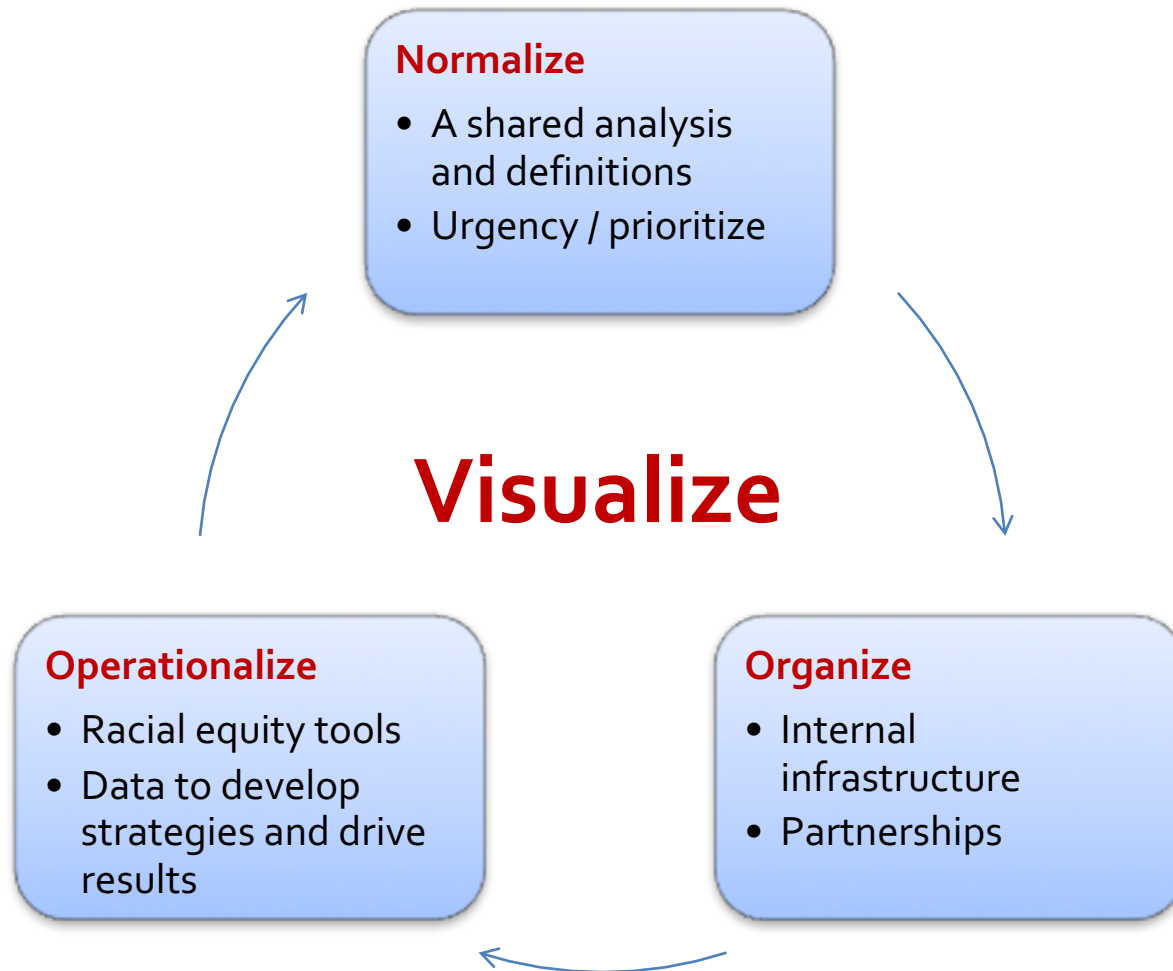 Normalize
• A shared analysis
and definitions
• Urgency / prioritize
Visualize
Operationalize
• Racial equity tools
• Data to develop
strategies and drive
results
Organize
• Internal
infrastructure
• Partnerships